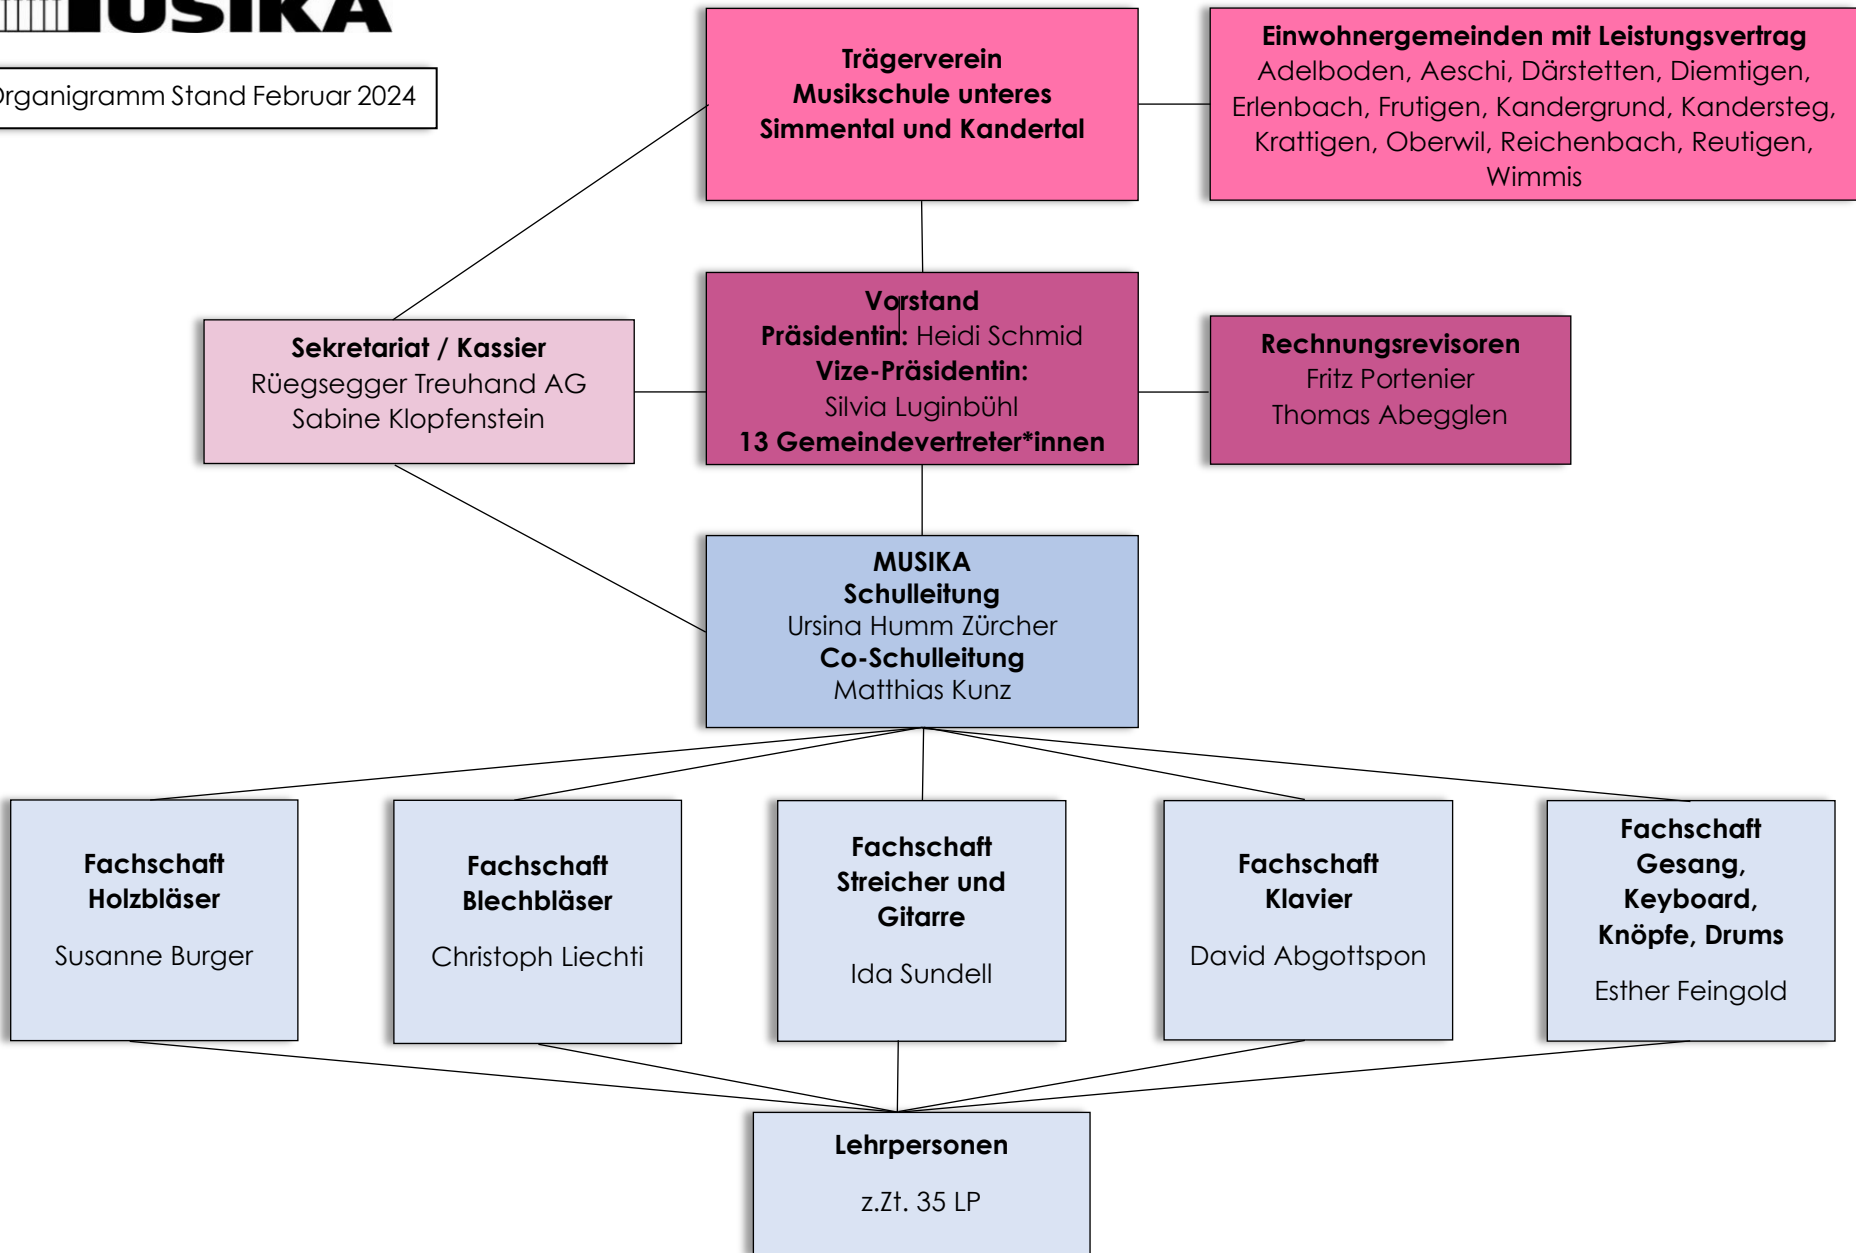 MUSIKA
Organigramm Stand Februar 2024
Trägerverein
Musikschule unteres
Simmental und Kandertal
Einwohnergemeinden mit Leistungsvertrag
Adelboden, Aeschi, Därstetten, Diemtigen,
Erlenbach, Frutigen, Kandergrund, Kandersteg,
Krattigen, Oberwil, Reichenbach, Reutigen,
Wimmis
Sekretariat / Kassier
Rüegsegger Treuhand AG
Sabine Klopfenstein
Vorstand
Präsidentin: Heidi Schmid
Vize-Präsidentin:
Silvia Luginbühl
13 Gemeindevertreter*innen
Rechnungsrevisoren
Fritz Portenier
Thomas Abegglen
MUSIKA
Schulleitung
Ursina Humm Zürcher
Co-Schulleitung
Matthias Kunz
Fachschaft
Holzbläser
Susanne Burger
Fachschaft
Blechbläser
Christoph Liechti
Fachschaft
Streicher und
Gitarre
Ida Sundell
Fachschaft
Klavier
David Abgottspon
Fachschaft
Gesang,
Keyboard,
Knöpfe, Drums
Esther Feingold
Lehrpersonen
z.Zt. 35 LP